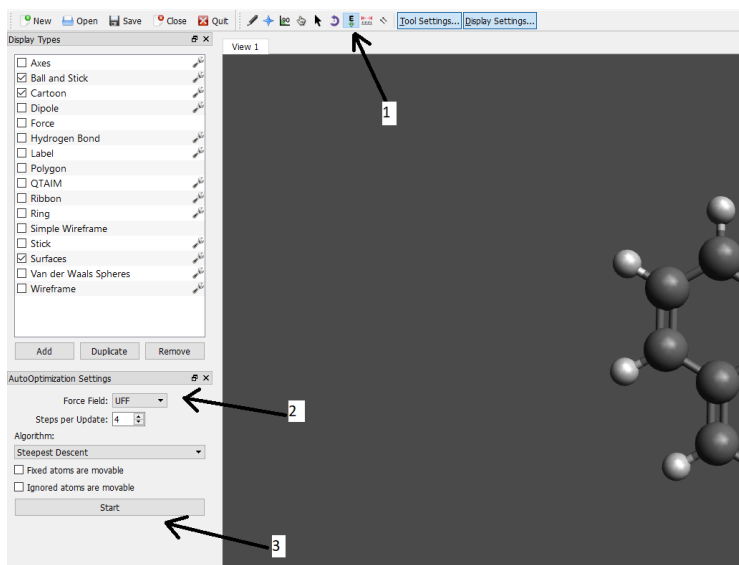 New Open Save Close Quit E Tool Settings... Display Settings...
Display Types
View 1
Axes
Ball and Stick
Cartoon
Dipole
Force
Hydrogen Bond
Label
Polygon
QTAIM
Ribbon
Ring
Simple Wireframe
Stick
Surfaces
Van der Waals Spheres
Wireframe
Add Duplicate Remove
AutoOptimization Settings
Force Field: UFF
Steps per Update: 4
Algorithm:
Steepest Descent
Fixed atoms are movable
Ignored atoms are movable
Start
1
2
3